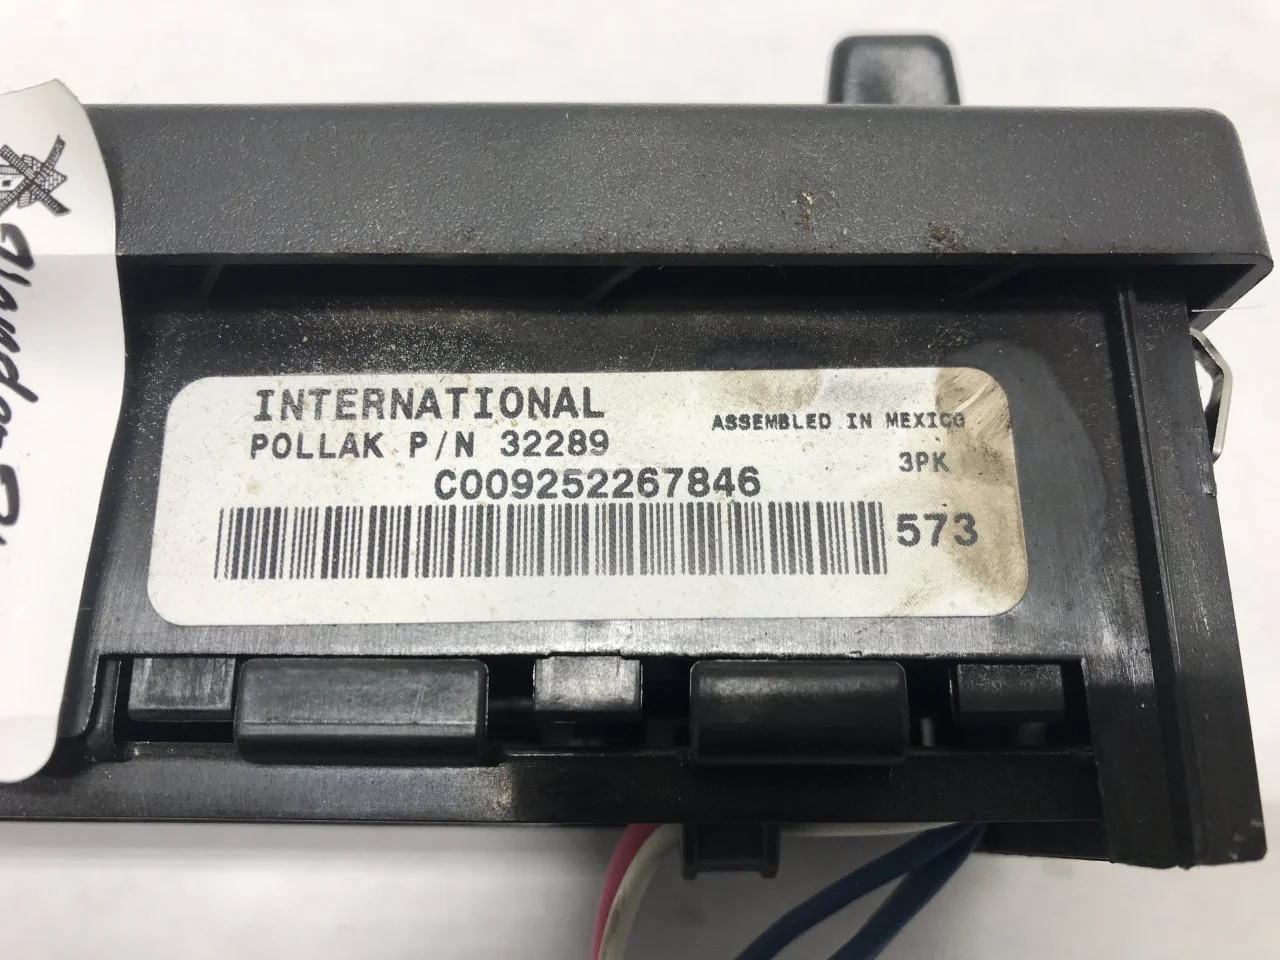 INTERNATIONAL
POLLAK P/N 32289
ASSEMBLED IN MEXICO
3PK
C009252267846
573